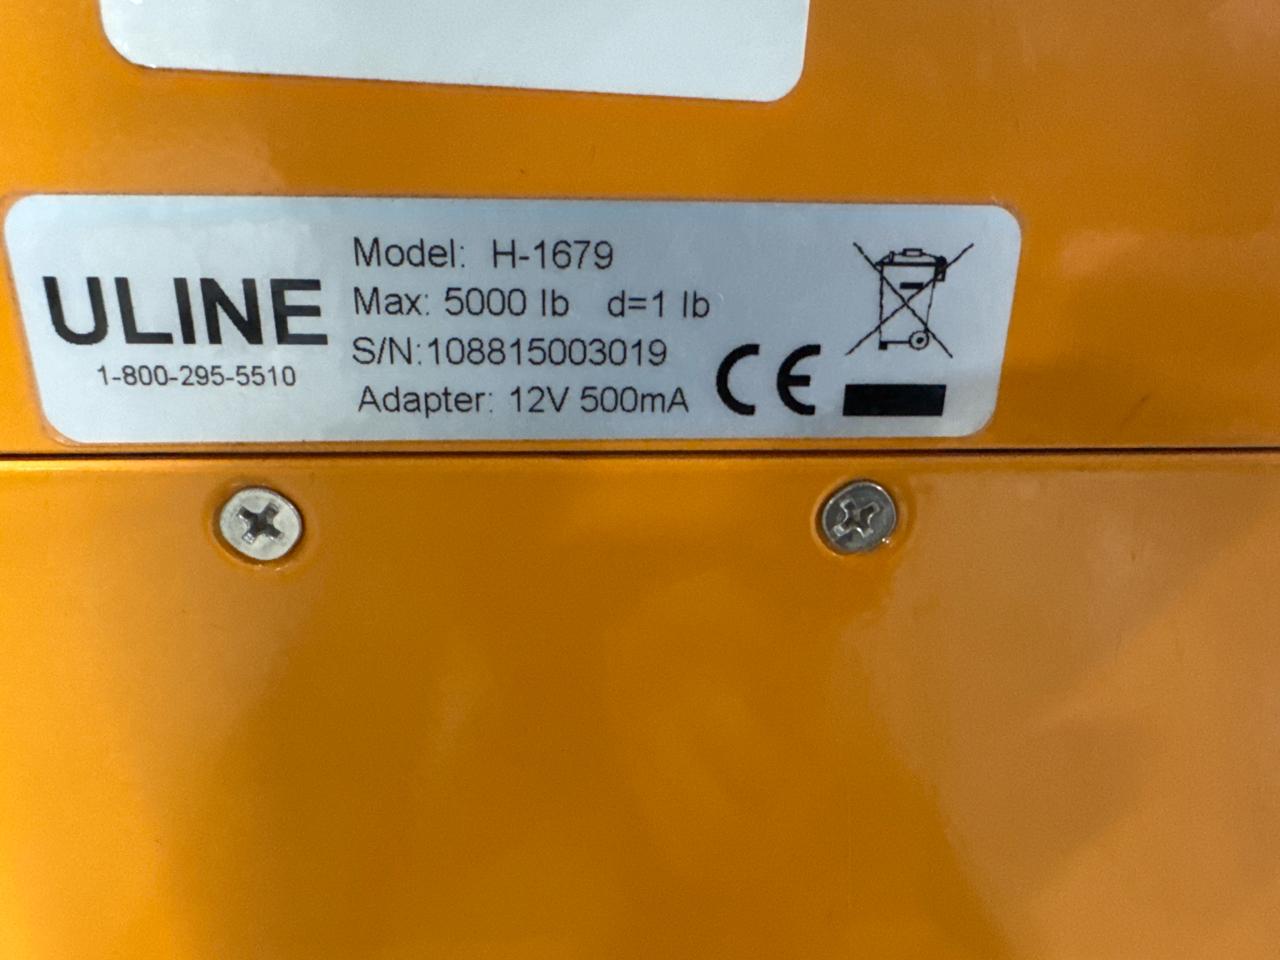 ULINE
1-800-295-5510
Model: H-1679
Max: 5000 lb d=1 lb
S/N:108815003019
Adapter: 12V 500mA
CE